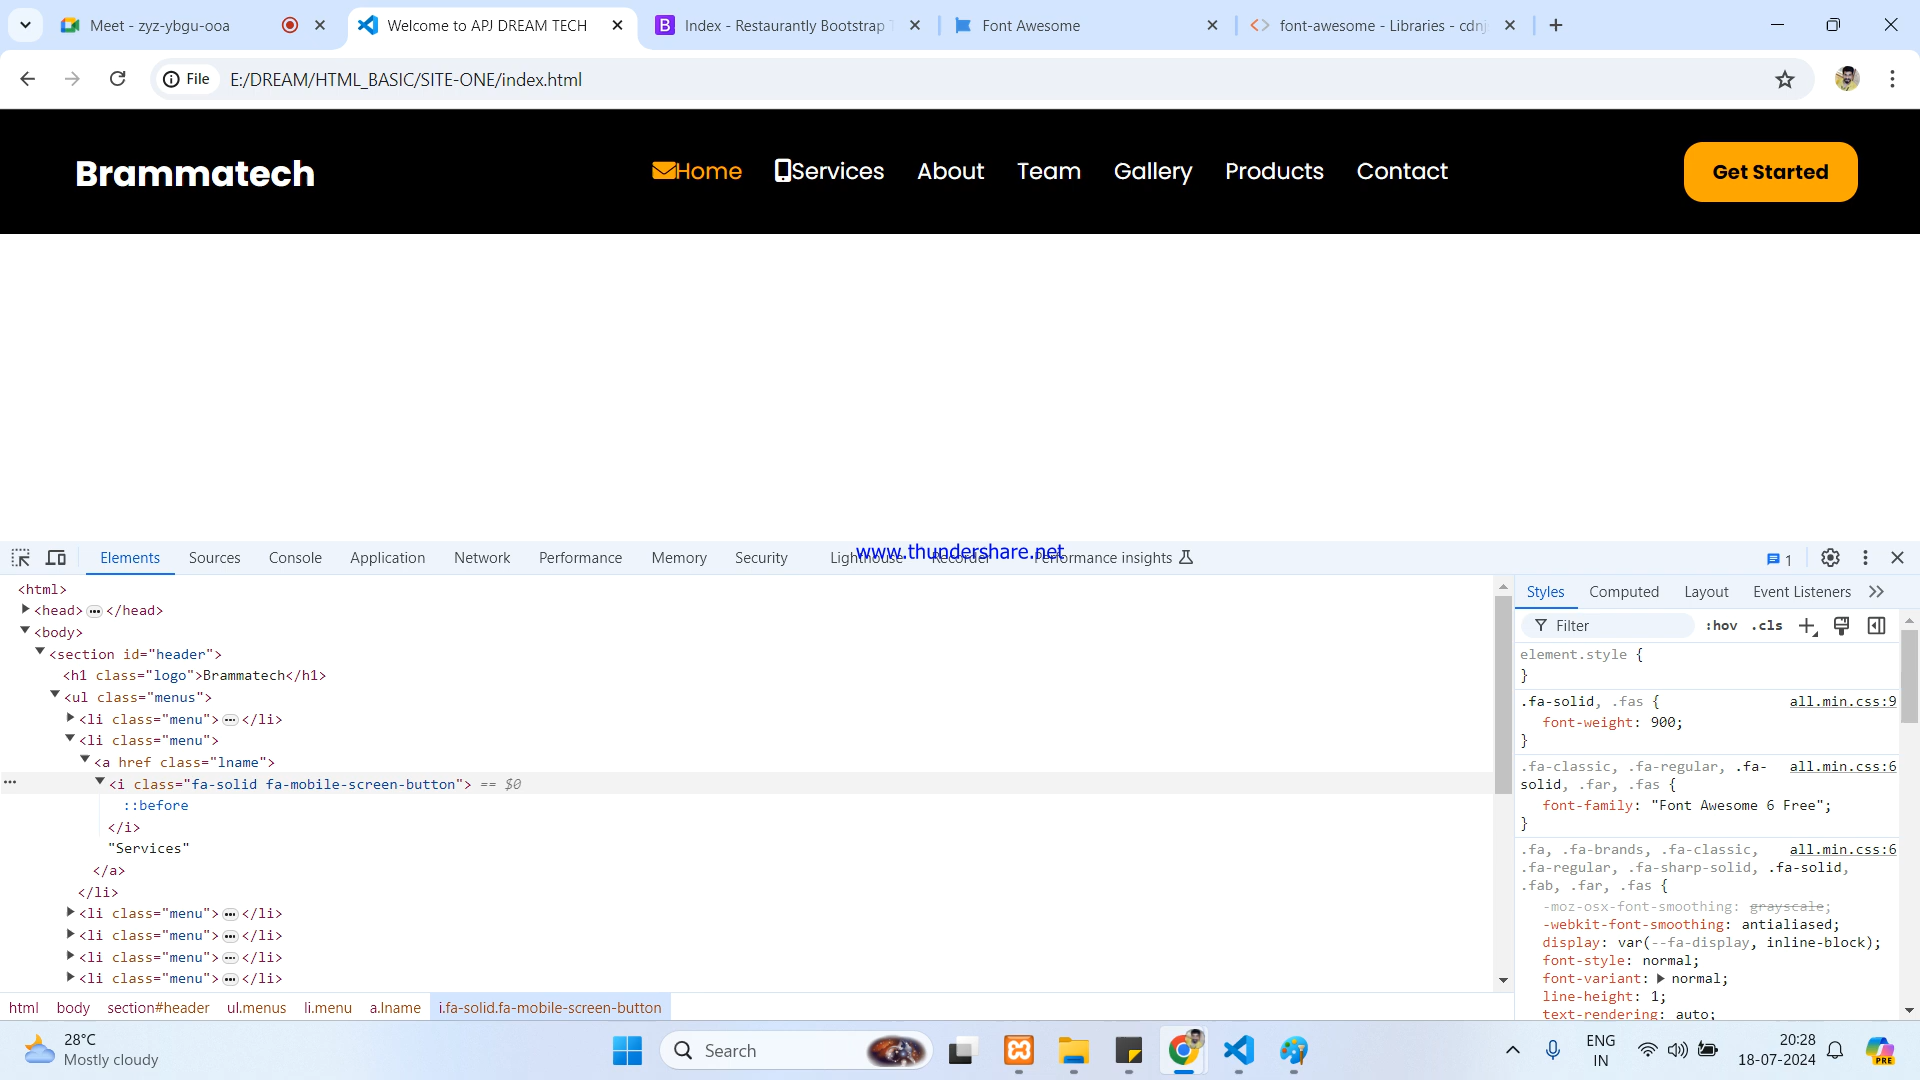 Meet - zyz-ybgu-ooa
Welcome to APJ DREAM TECH
Index - Restaurantly Bootstrap T
Font Awesome
font-awesome - Libraries - cdnjs
File
E:/DREAM/HTML_BASIC/SITE-ONE/index.html
Brammatech
Home
Services
About
Team
Gallery
Products
Contact
Get Started
www.thundershare.net
Elements
Sources
Console
Application
Network
Performance
Memory
Security
Lighthouse
Recorder
Performance insights
1
<html>
<head> ••• </head>
<body>
<section id="header">
<h1 class="logo">Brammatech</h1>
<ul class="menus">
<li class="menu"> ••• </li>
<li class="menu">
<a href class="lname">
<i class="fa-solid fa-mobile-screen-button"> == $0
::before
</i>
"Services"
</a>
</li>
<li class="menu"> ••• </li>
<li class="menu"> ••• </li>
<li class="menu"> ••• </li>
<li class="menu"> ••• </li>
html body section#header ul.menus li.menu a.lname i.fa-solid.fa-mobile-screen-button
Styles
Computed
Layout
Event Listeners
Filter
:hov
.cls
element.style {
}
.fa-solid, .fas { all.min.css:9
font-weight: 900;
}
.fa-classic, .fa-regular, .fa- all.min.css:6
solid, .far, .fas {
font-family: "Font Awesome 6 Free";
}
.fa, .fa-brands, .fa-classic, all.min.css:6
.fa-regular, .fa-sharp-solid, .fa-solid,
.fab, .far, .fas {
-moz-osx-font-smoothing: grayscale;
-webkit-font-smoothing: antialiased;
display: var(--fa-display, inline-block);
font-style: normal;
font-variant: normal;
line-height: 1;
text-rendering: auto;
28°C
Mostly cloudy
Search
ENG
IN
20:28
18-07-2024
PRE